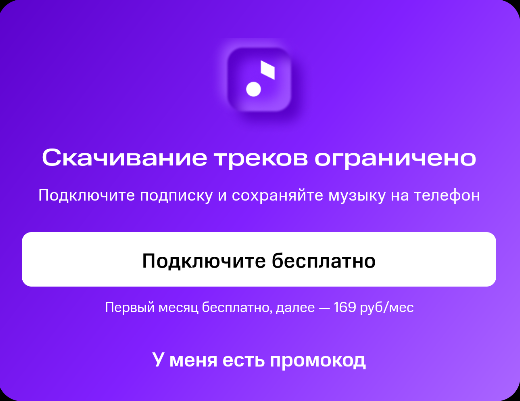 Скачивание треков ограничено
Подключите подписку и сохраняйте музыку на телефон
Подключите бесплатно
Первый месяц бесплатно, далее — 169 руб/мес
У меня есть промокод